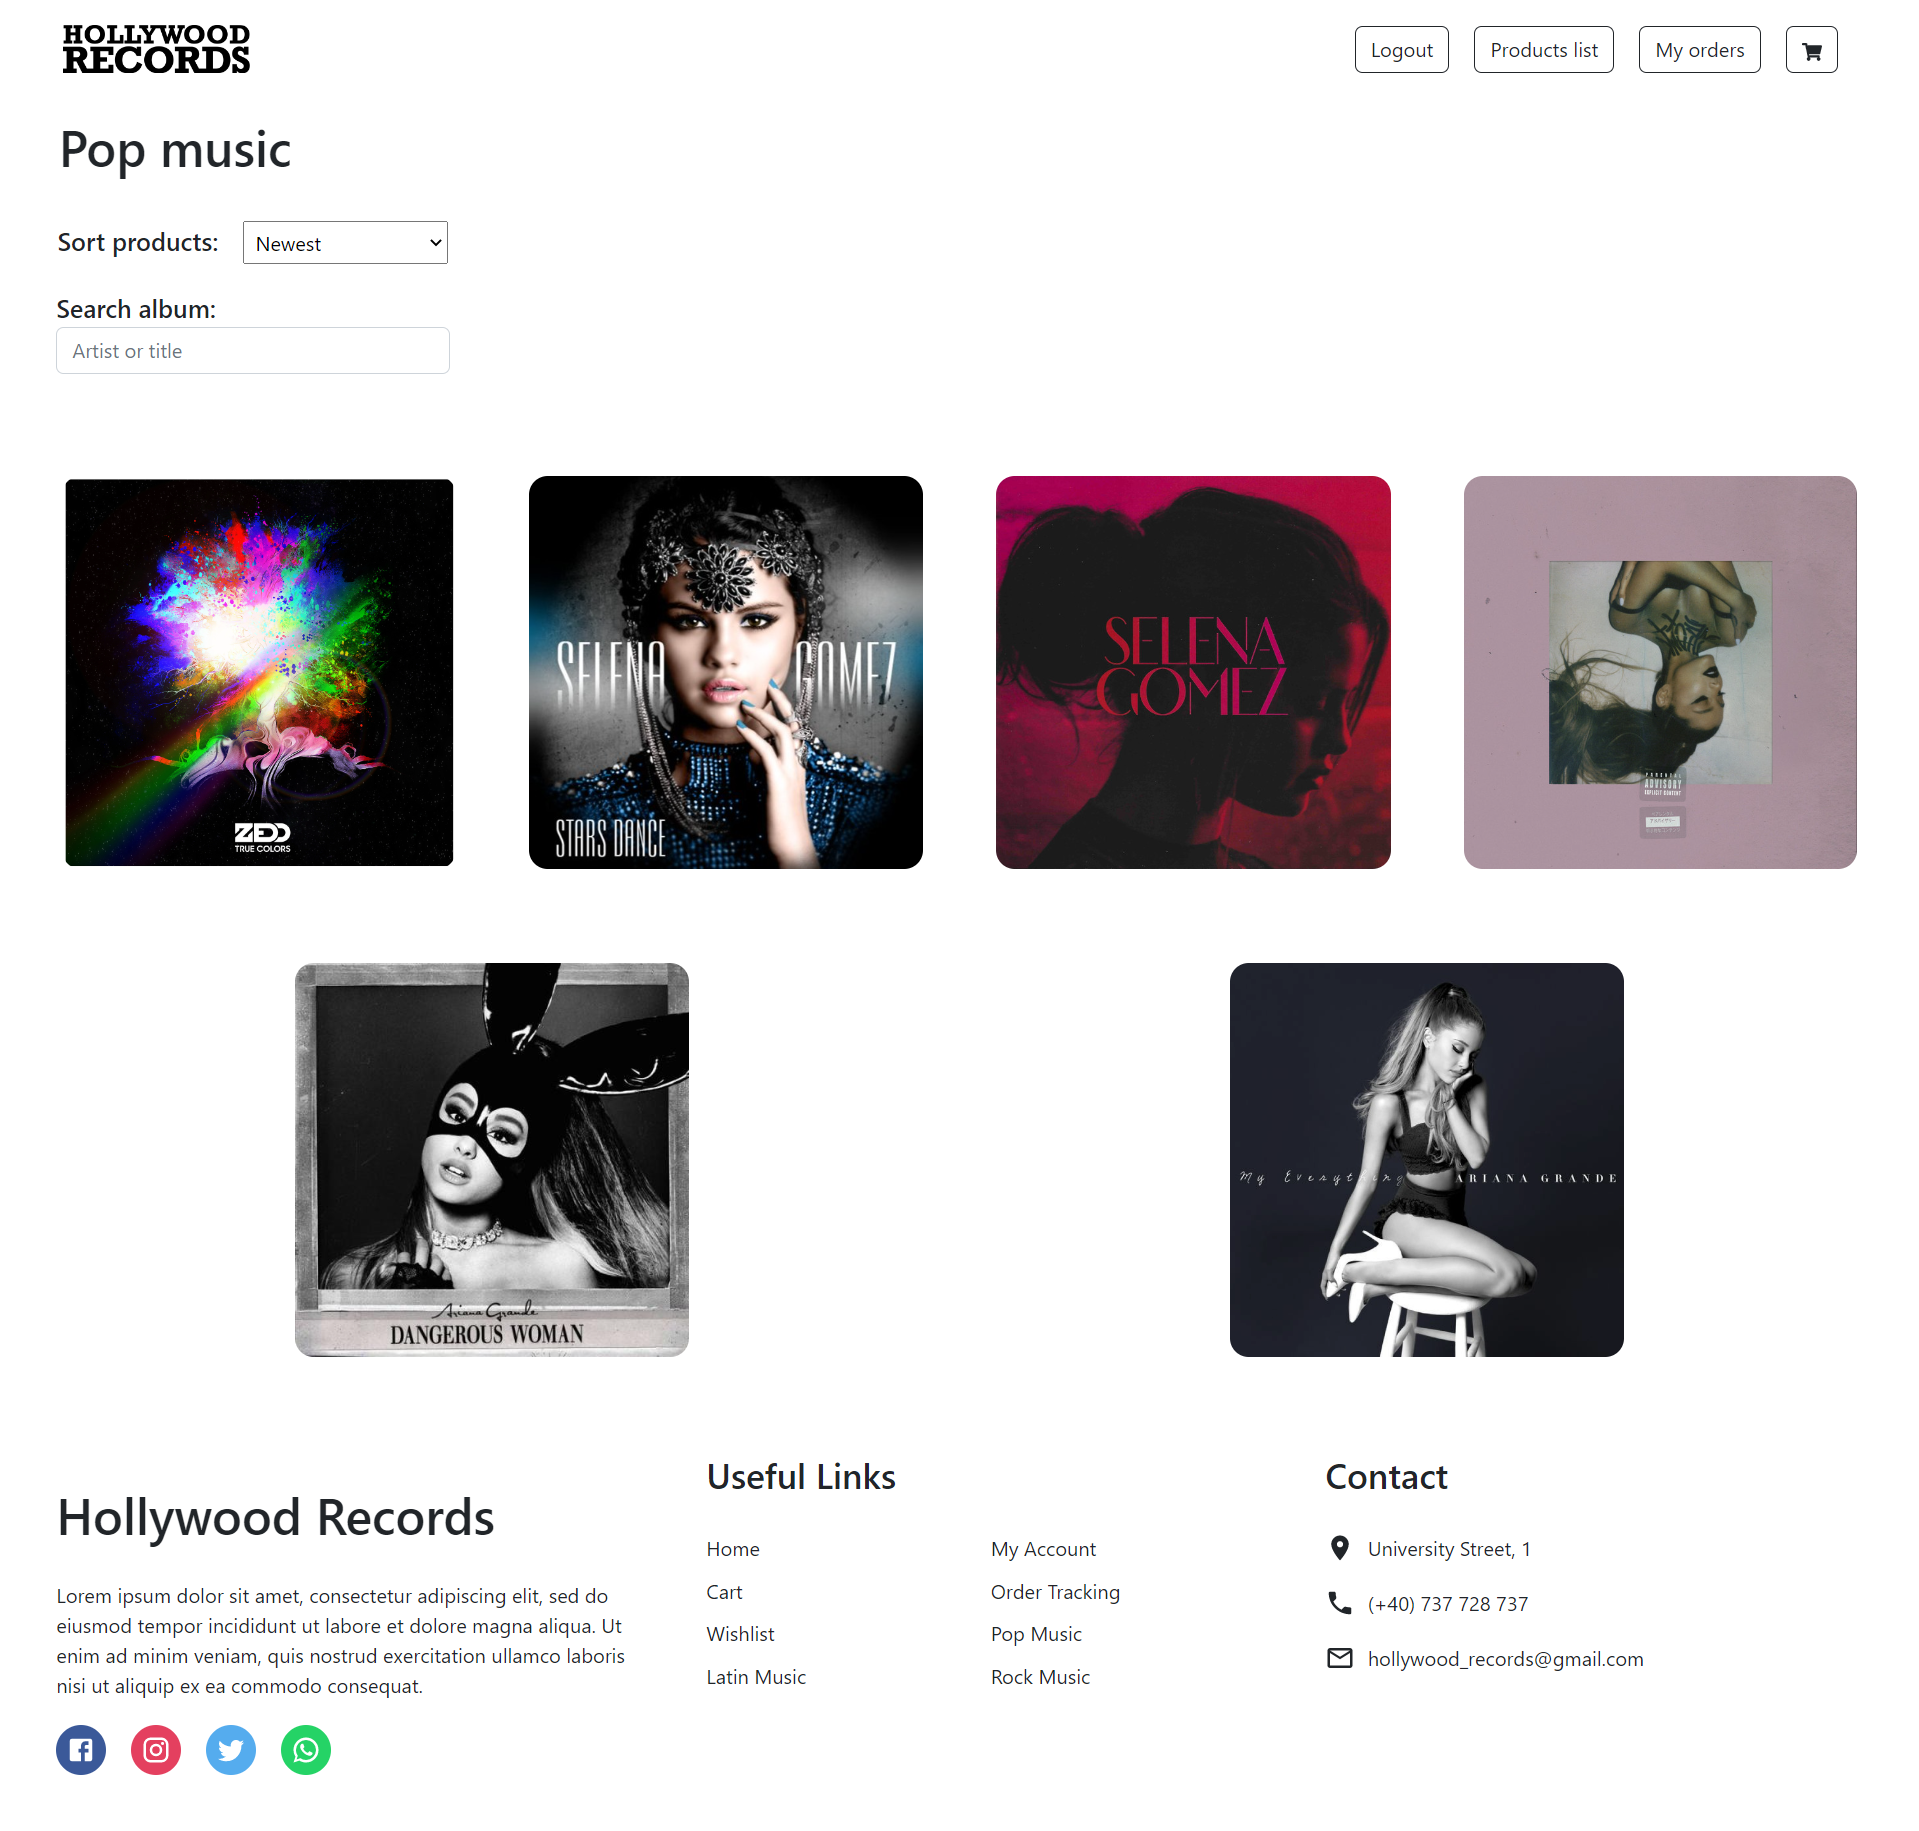 HOLLYWOOD
RECORDS
Logout
Products list
My orders
Pop music
Sort products:
Newest
Search album:
Artist or title
ZEDD
TRUE COLORS
SELENA GOMEZ
STARS DANCE
SELENA
GOMEZ
PARENTAL
ADVISORY
EXPLICIT CONTENT
Ariana Grande
DANGEROUS WOMAN
My Everything
ARIANA GRANDE
Hollywood Records
Lorem ipsum dolor sit amet, consectetur adipiscing elit, sed do
eiusmod tempor incididunt ut labore et dolore magna aliqua. Ut
enim ad minim veniam, quis nostrud exercitation ullamco laboris
nisi ut aliquip ex ea commodo consequat.
Useful Links
Home
My Account
Cart
Order Tracking
Wishlist
Pop Music
Latin Music
Rock Music
Contact
University Street, 1
(+40) 737 728 737
hollywood_records@gmail.com